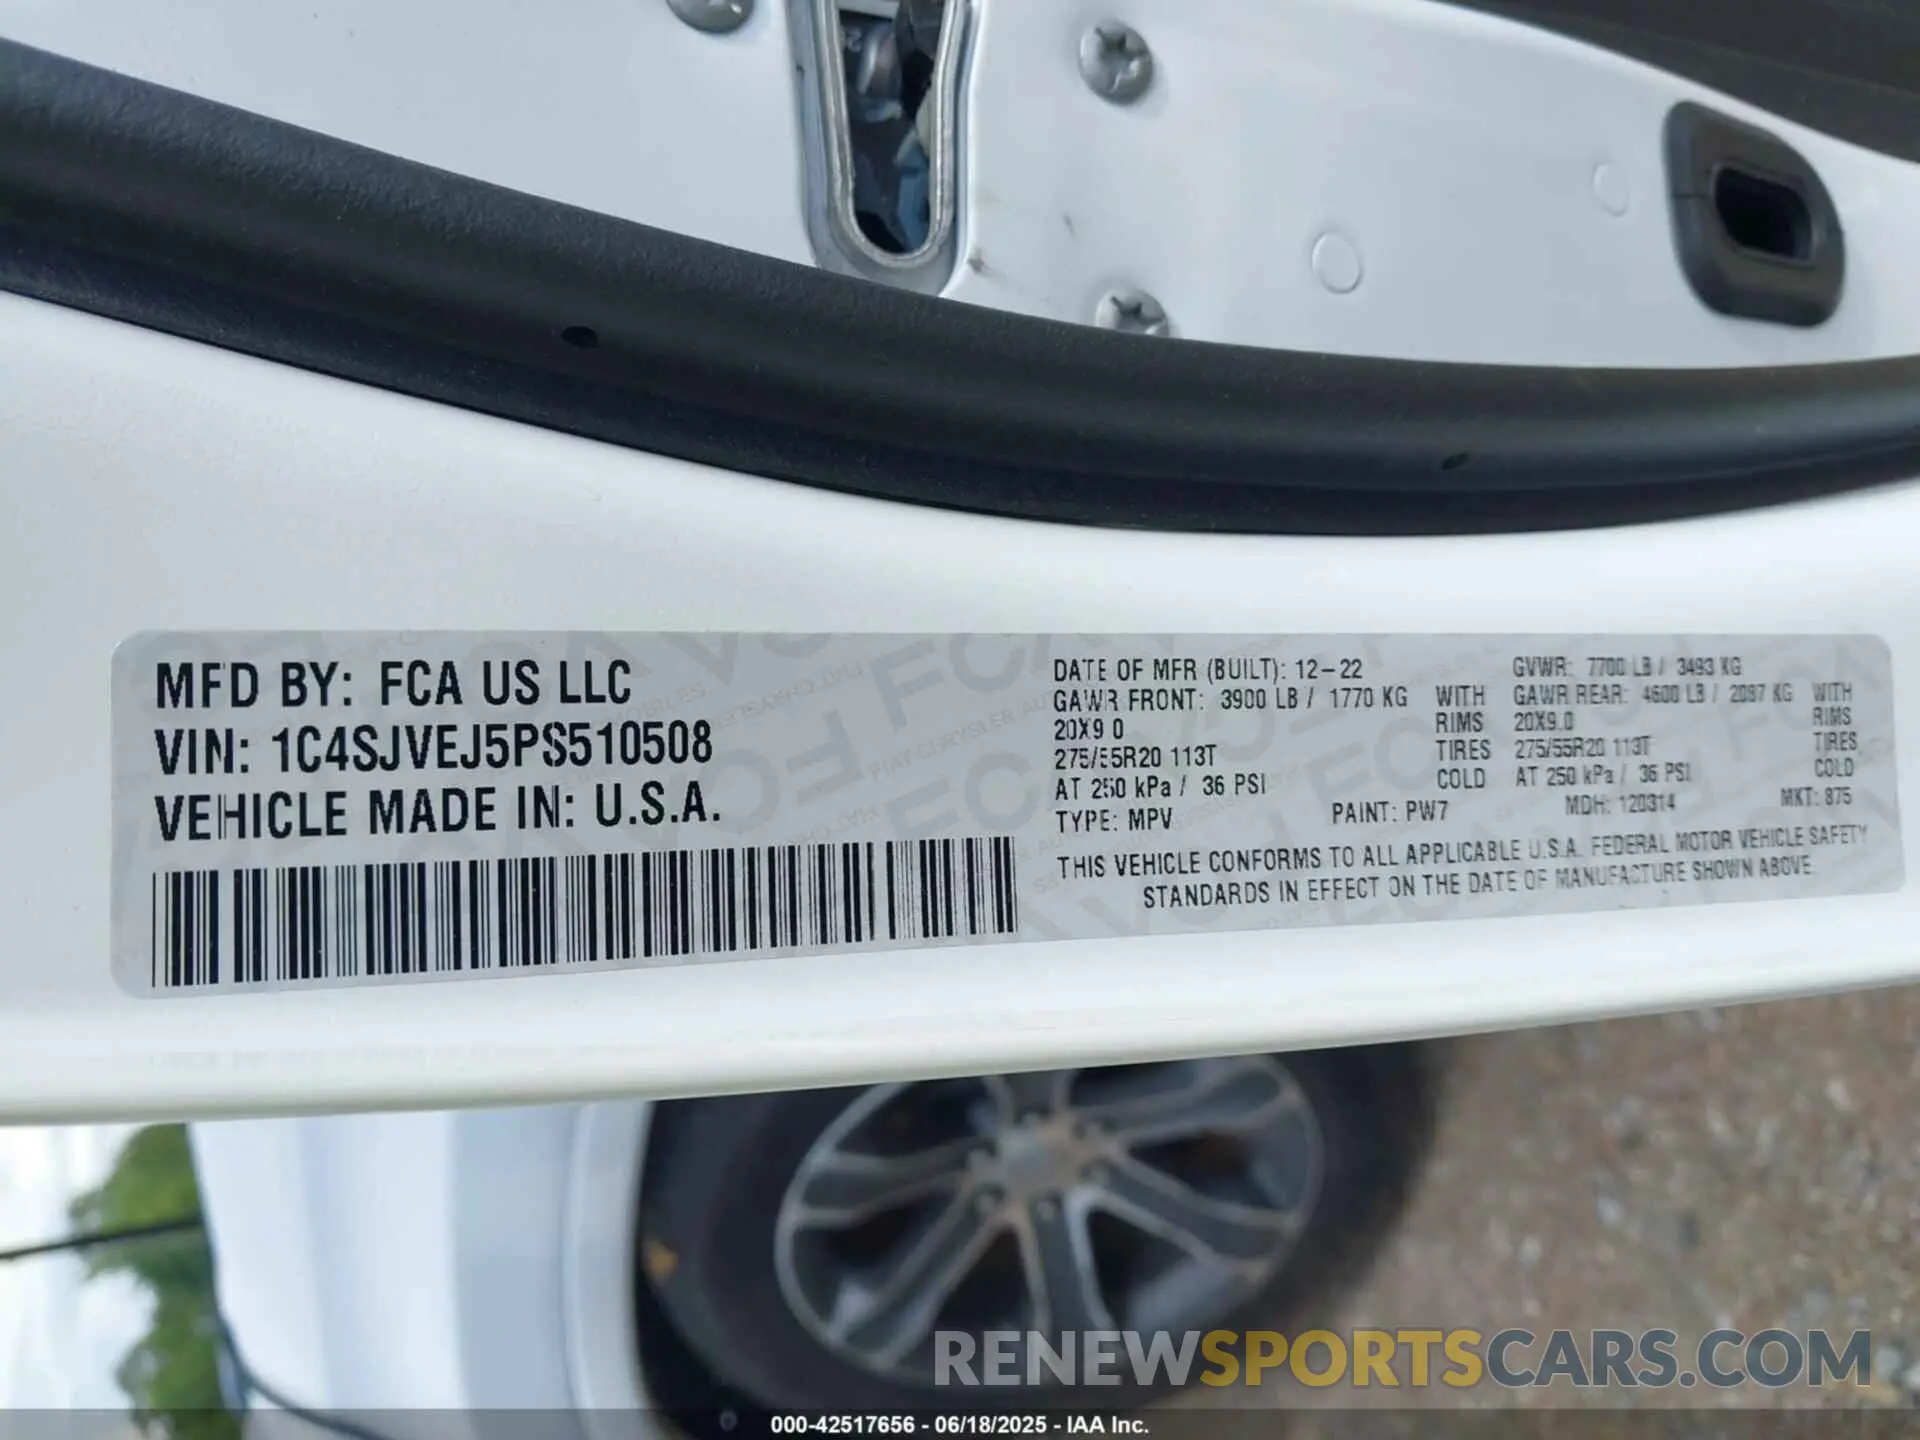 MFD BY: FCA US LLC
VIN: 1C4SJVEJ5PS510508
VEHICLE MADE IN: U.S.A.
DATE OF MFR (BUILT): 12-22 GVWR: 7700 LB / 3493 KG
GAWR FRONT: 3900 LB / 1770 KG WITH GAWR REAR: 4600 LB / 2087 KG WITH
20X9.0 RIMS 20X9.0 RIMS
275/55R20 113T TIRES 275/55R20 113T TIRES
AT 250 kPa / 36 PSI COLD AT 250 kPa / 36 PSI COLD
TYPE: MPV PAINT: PW7 MDH: 120314 MKT: 875
THIS VEHICLE CONFORMS TO ALL APPLICABLE U.S.A. FEDERAL MOTOR VEHICLE SAFETY
STANDARDS IN EFFECT ON THE DATE OF MANUFACTURE SHOWN ABOVE.
RENEWSPORTSCARS.COM
000-42517656 - 06/18/2025 - IAA Inc.